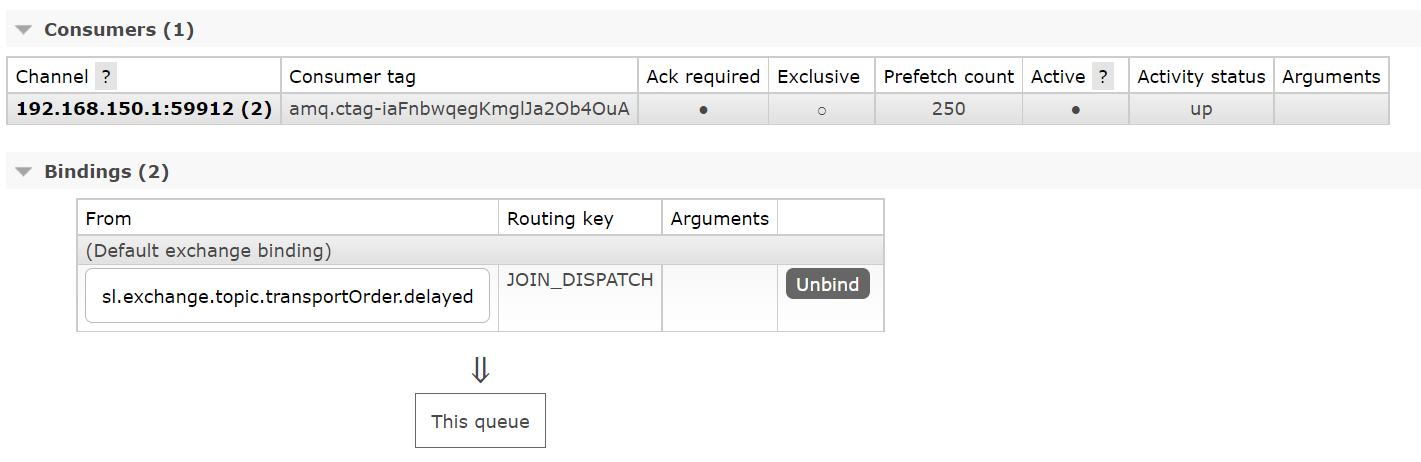 Consumers (1)
Channel ? Consumer tag Ack required Exclusive Prefetch count Active ? Activity status Arguments
192.168.150.1:59912 (2) amq.ctag-iaFnbwqegKmglJa2Ob4OuA ● ○ 250 ● up
Bindings (2)
From Routing key Arguments
(Default exchange binding)
sl.exchange.topic.transportOrder.delayed JOIN_DISPATCH Unbind
⇓
This queue